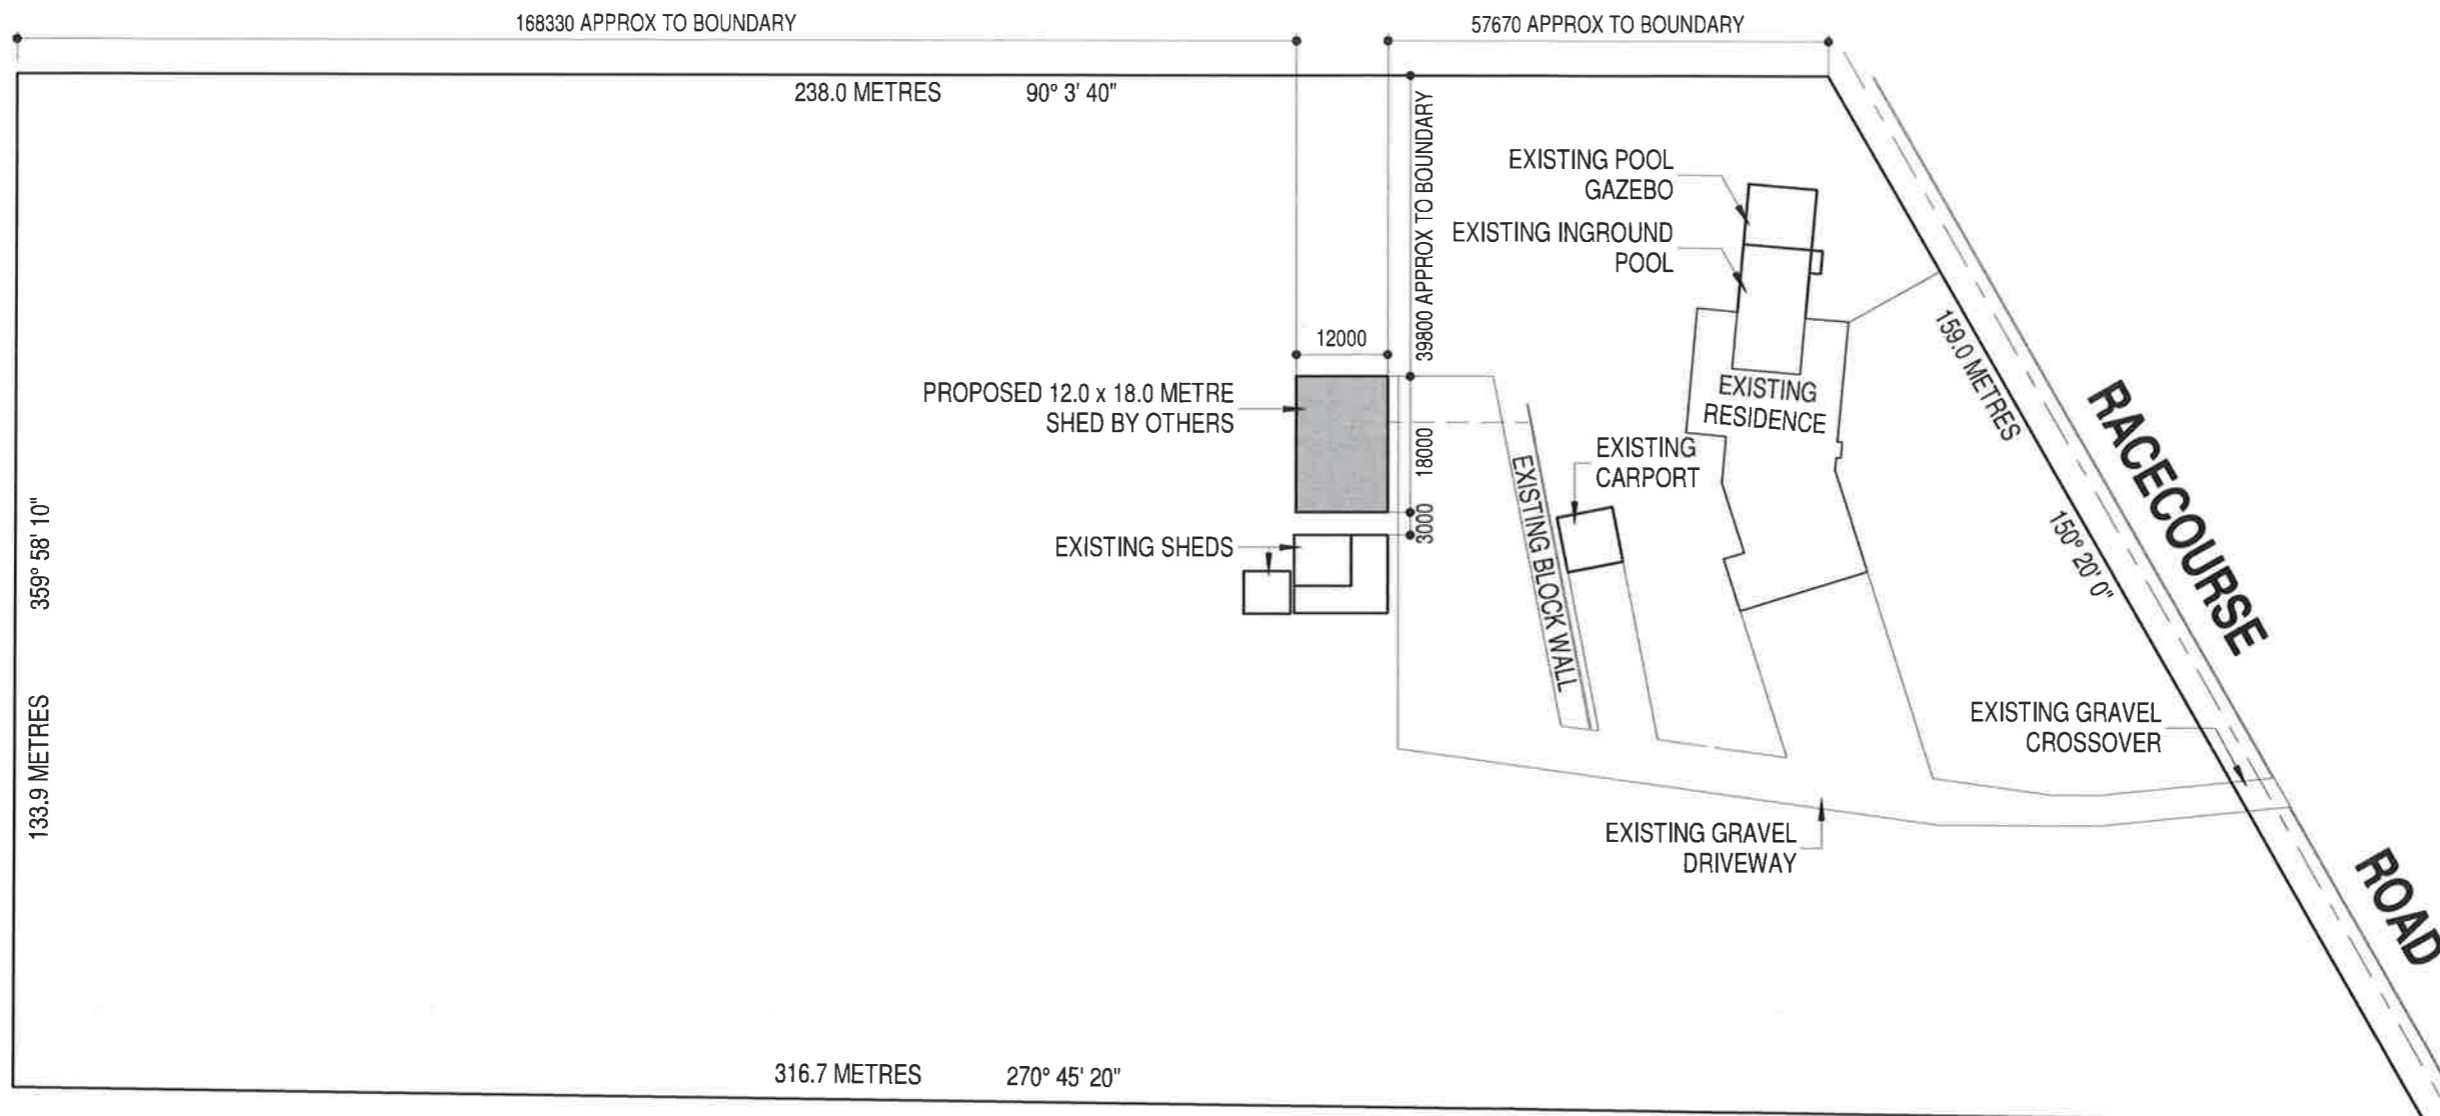 168330 APPROX TO BOUNDARY
57670 APPROX TO BOUNDARY
238.0 METRES 90° 3' 40"
39800 APPROX TO BOUNDARY
EXISTING POOL
GAZEBO
EXISTING INGROUND
POOL
159.0 METRES
12000
PROPOSED 12.0 x 18.0 METRE
SHED BY OTHERS
EXISTING
RESIDENCE
RACECOURSE
18000
EXISTING
CARPORT
EXISTING BLOCK WALL
3000
EXISTING SHEDS
150° 20' 0"
359° 58' 10"
133.9 METRES
EXISTING GRAVEL
CROSSOVER
EXISTING GRAVEL
DRIVEWAY
ROAD
316.7 METRES 270° 45' 20"